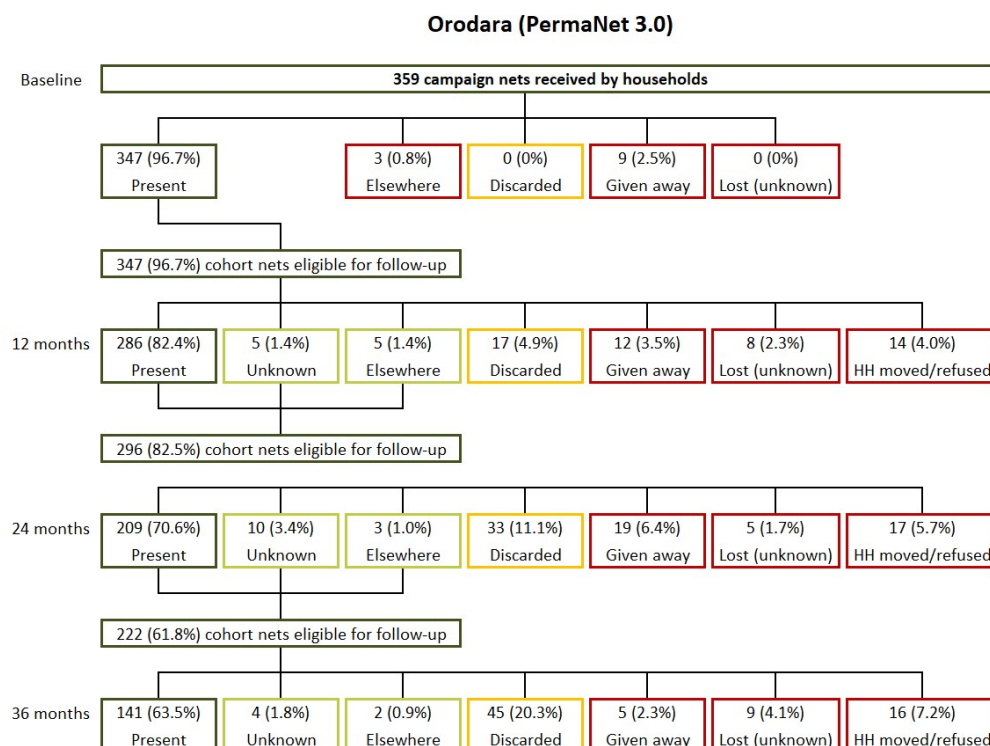 Orodara (PermaNet 3.0)
Baseline
359 campaign nets received by households
347 (96.7%)
Present
3 (0.8%)
Elsewhere
0 (0%)
Discarded
9 (2.5%)
Given away
0 (0%)
Lost (unknown)
347 (96.7%) cohort nets eligible for follow-up
12 months
286 (82.4%)
Present
5 (1.4%)
Unknown
5 (1.4%)
Elsewhere
17 (4.9%)
Discarded
12 (3.5%)
Given away
8 (2.3%)
Lost (unknown)
14 (4.0%)
HH moved/refused
296 (82.5%) cohort nets eligible for follow-up
24 months
209 (70.6%)
Present
10 (3.4%)
Unknown
3 (1.0%)
Elsewhere
33 (11.1%)
Discarded
19 (6.4%)
Given away
5 (1.7%)
Lost (unknown)
17 (5.7%)
HH moved/refused
222 (61.8%) cohort nets eligible for follow-up
36 months
141 (63.5%)
Present
4 (1.8%)
Unknown
2 (0.9%)
Elsewhere
45 (20.3%)
Discarded
5 (2.3%)
Given away
9 (4.1%)
Lost (unknown)
16 (7.2%)
HH moved/refused